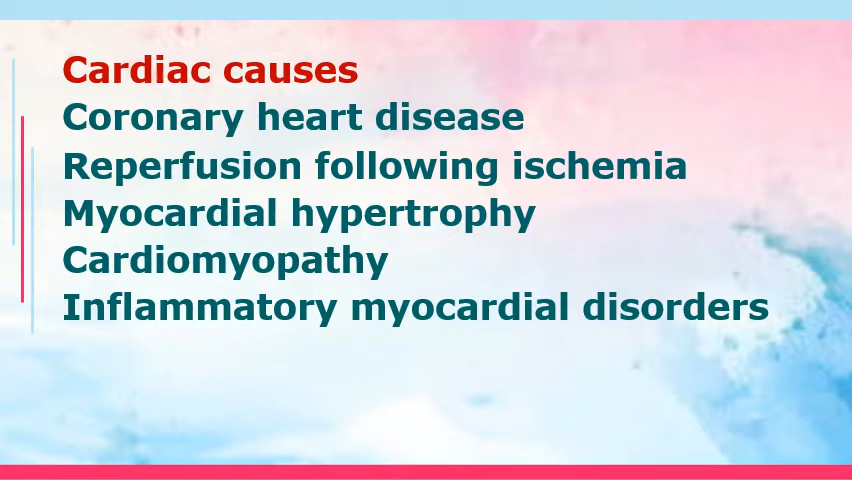 Cardiac causes
Coronary heart disease
Reperfusion following ischemia
Myocardial hypertrophy
Cardiomyopathy
Inflammatory myocardial disorders